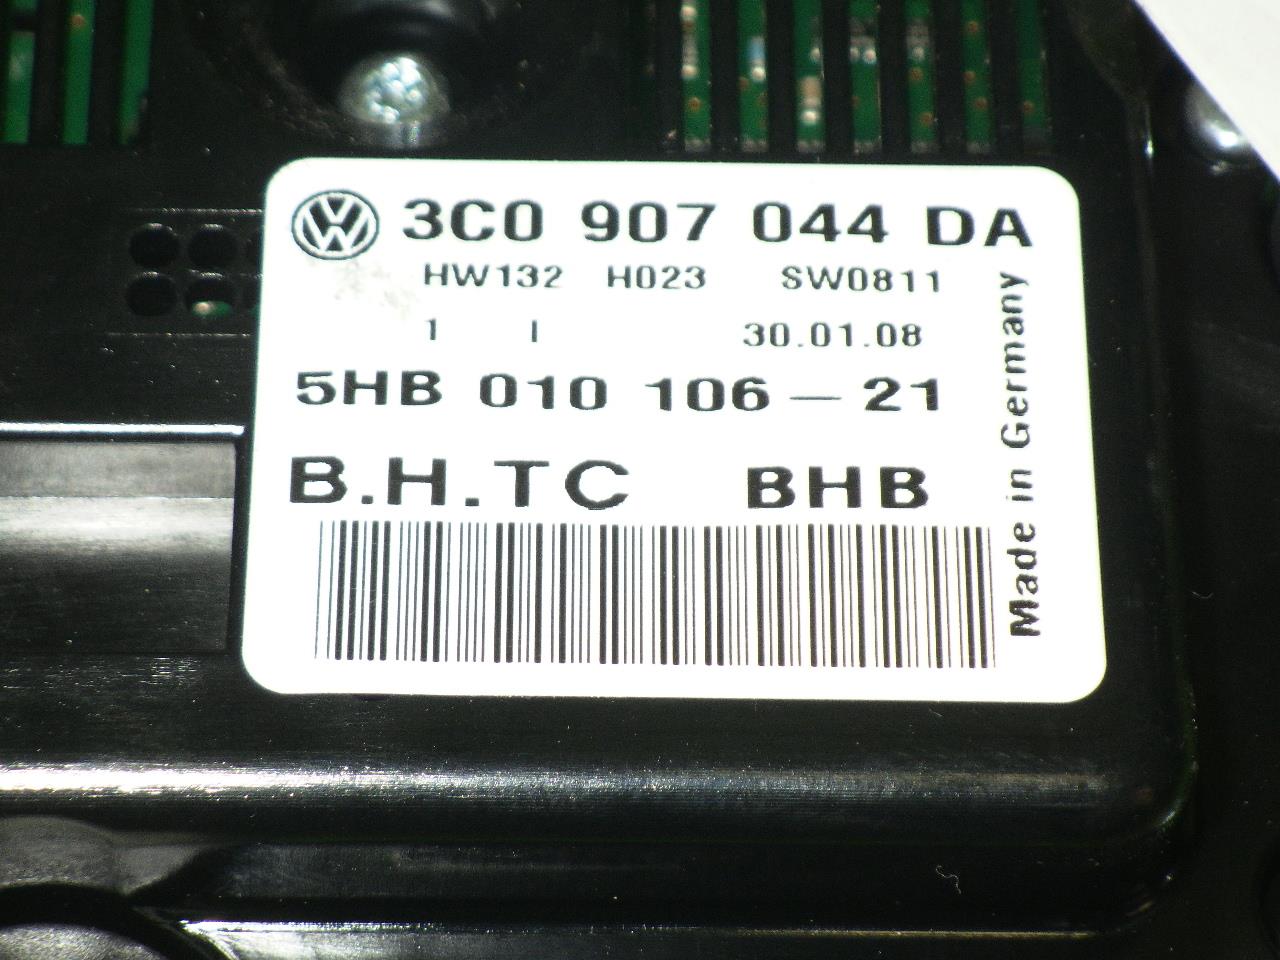 3C0 907 044 DA
HW132 H023 SW0811
1 I 30.01.08
5HB 010 106 – 21
B.H.TC BHB
Made in Germany